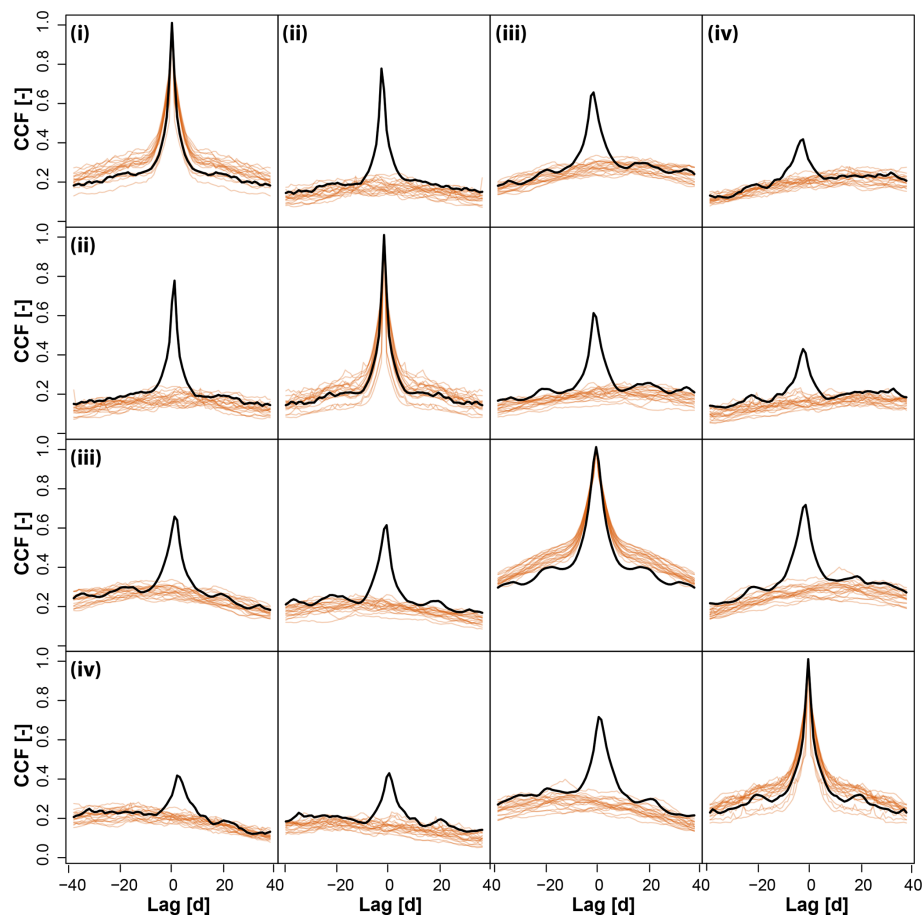 (i) (ii) (iii) (iv)
CCF [-] 0.2 0.4 0.6 0.8 1.0
(ii)
CCF [-] 0.2 0.4 0.6 0.8 1.0
(iii)
CCF [-] 0.2 0.4 0.6 0.8 1.0
(iv)
CCF [-] 0.0 0.2 0.4 0.6 0.8 1.0
−40 −20 0 20 40 −20 0 20 40 −20 0 20 40 −20 0 20 40
Lag [d] Lag [d] Lag [d] Lag [d]